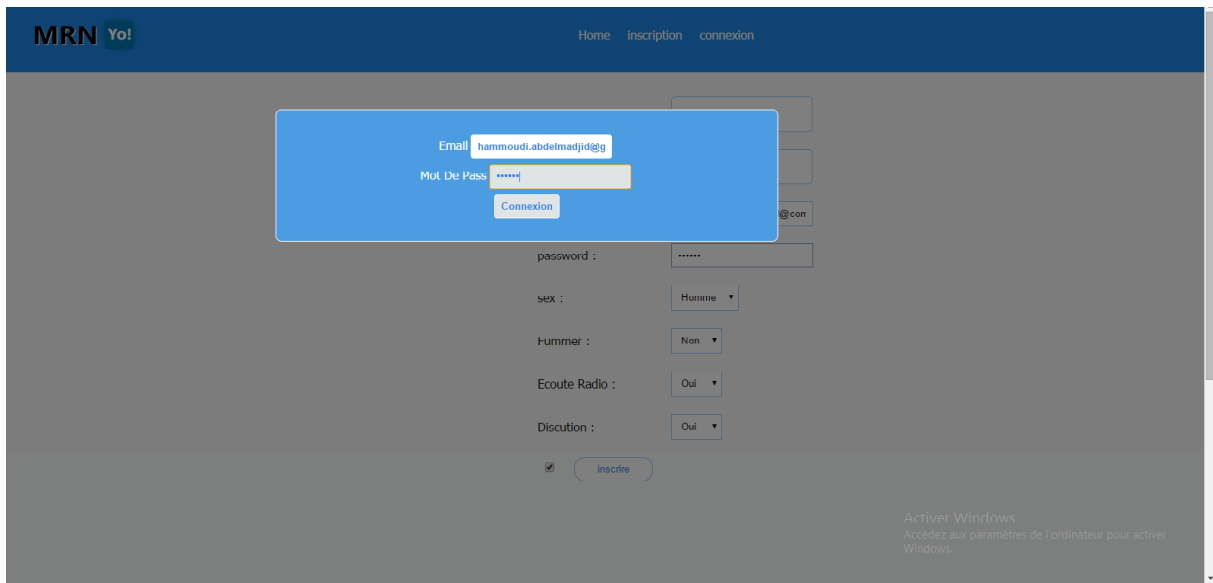 MRN Yo!
Home inscription connexion
Email hammoudi.abdelmadjid@g
Mot De Pass ••••••
Connexion
@com
password : ••••••
sex : Homme
Fummer : Non
Ecoute Radio : Oui
Discution : Oui
inscrire
Activer Windows
Accédez aux paramètres de l'ordinateur pour activer
Windows.